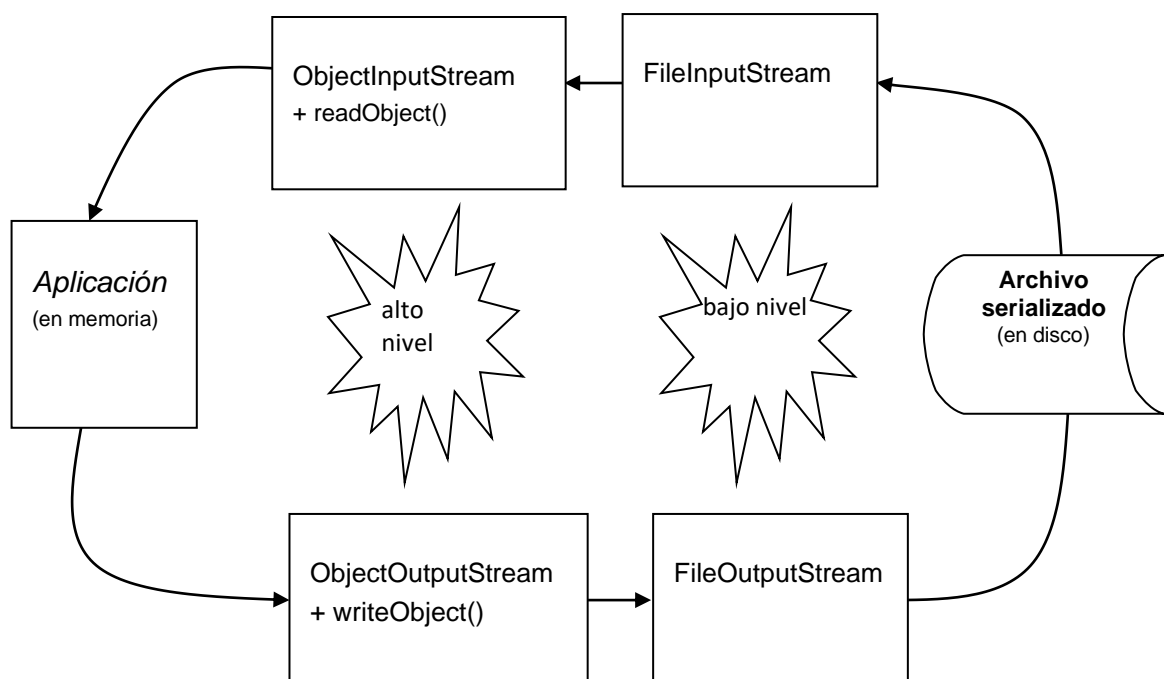 ObjectInputStream
+ readObject()
FileInputStream
Aplicación
(en memoria)
alto
nivel
bajo nivel
Archivo
serializado
(en disco)
ObjectOutputStream
+ writeObject()
FileOutputStream